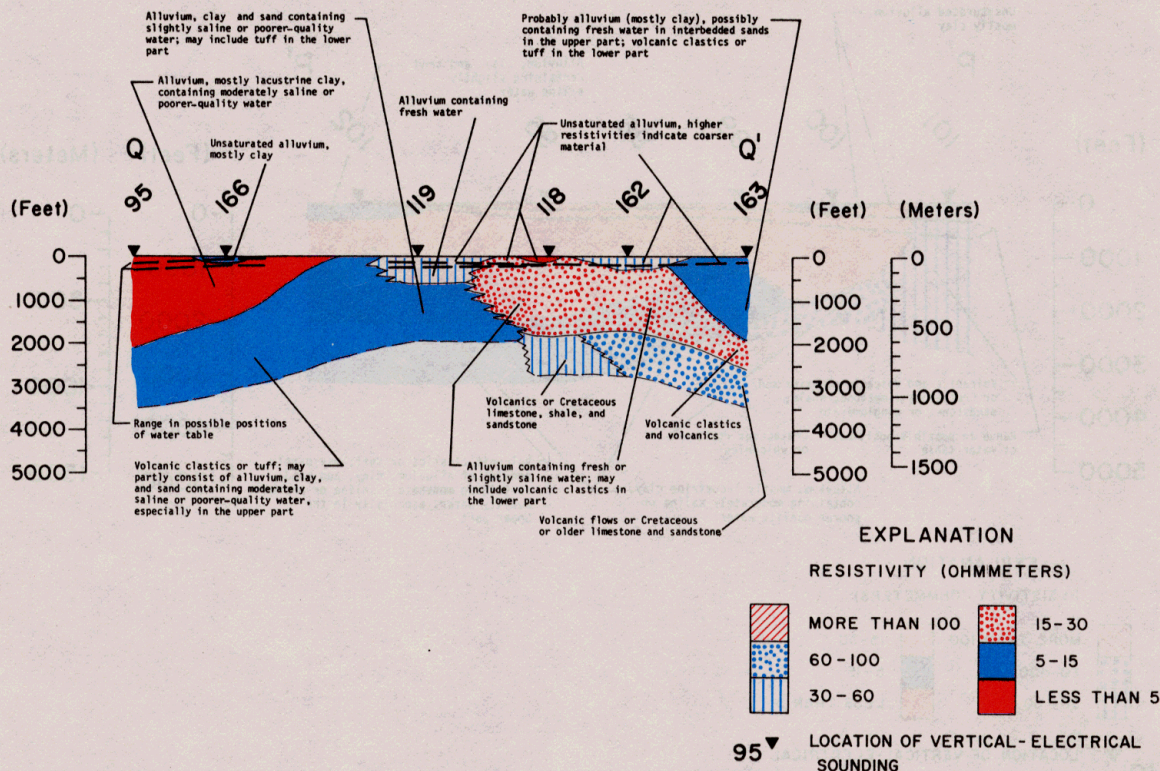 Alluvium, clay and sand containing
slightly saline or poorer-quality
water; may include tuff in the lower
part
Probably alluvium (mostly clay), possibly
containing fresh water in interbedded sands
in the upper part; volcanic clastics or
tuff in the lower part
Alluvium, mostly lacustrine clay,
containing moderately saline or
poorer-quality water
Alluvium containing
fresh water
Unsaturated alluvium, higher
resistivities indicate coarser
material
Unsaturated alluvium,
mostly clay
Q
Q'
95
166
119
118
162
163
(Feet)
(Feet)
(Meters)
0
1000
2000
3000
4000
5000
0
1000
2000
3000
4000
5000
0
500
1000
1500
Range in possible positions
of water table
Volcanics or Cretaceous
limestone, shale, and
sandstone
Volcanic clastics
and volcanics
Volcanic clastics or tuff; may
partly consist of alluvium, clay,
and sand containing moderately
saline or poorer-quality water,
especially in the upper part
Alluvium containing fresh or
slightly saline water; may
include volcanic clastics in
the lower part
Volcanic flows or Cretaceous
or older limestone and sandstone
EXPLANATION
RESISTIVITY (OHMMETERS)
MORE THAN 100
60-100
30-60
15-30
5-15
LESS THAN 5
95 LOCATION OF VERTICAL-ELECTRICAL
SOUNDING